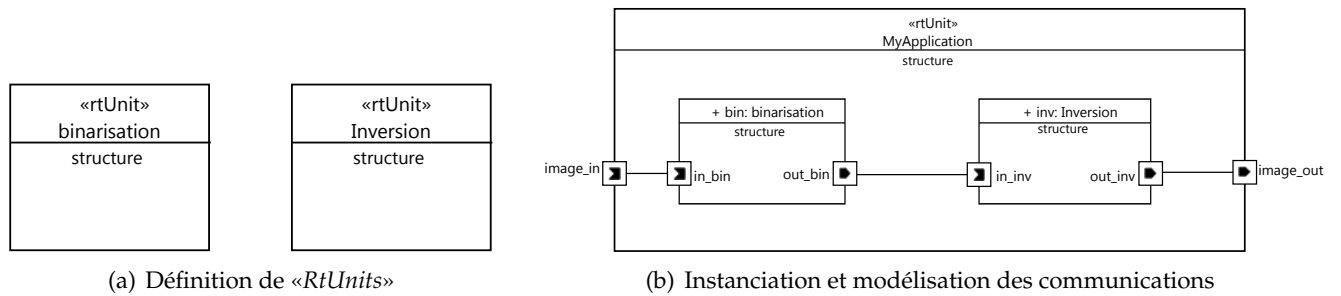 «rtUnit»
binarisation
structure
«rtUnit»
Inversion
structure
(a) Définition de «RtUnits»
«rtUnit»
MyApplication
structure
+ bin: binarisation
structure
+ inv: Inversion
structure
image_in
in_bin
out_bin
in_inv
out_inv
image_out
(b) Instanciation et modélisation des communications